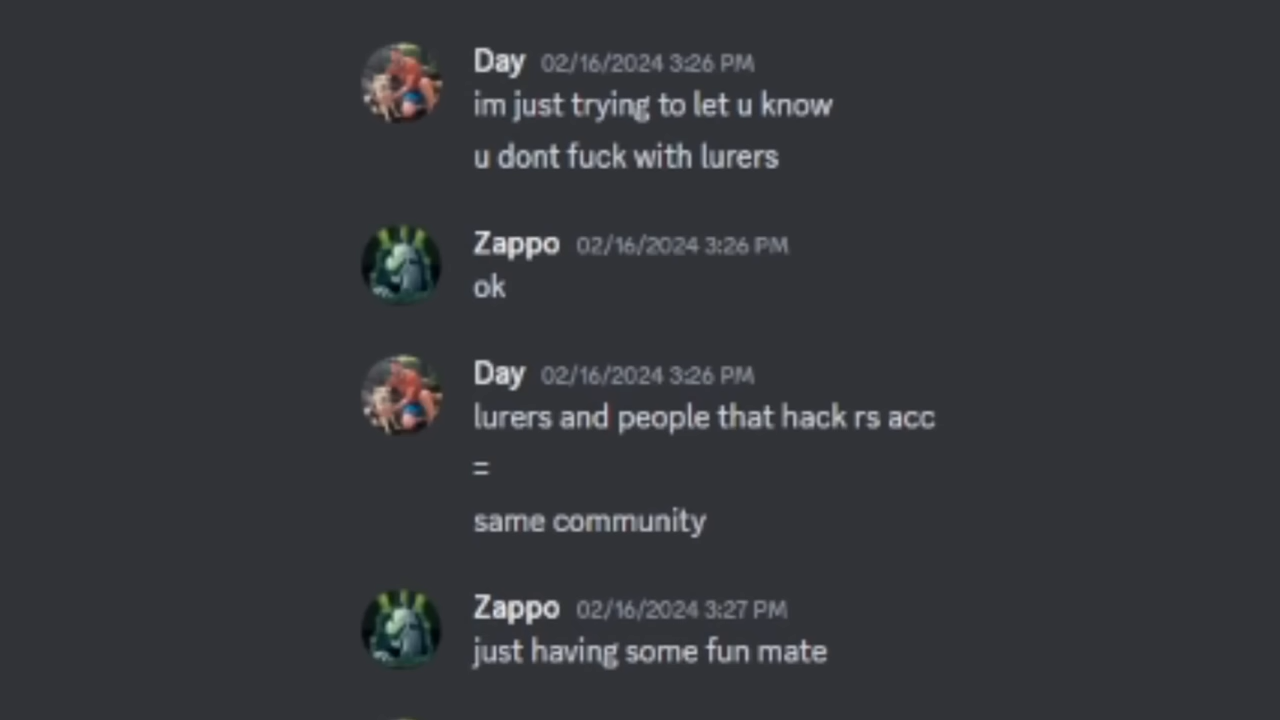 Day 02/16/2024 3:26 PM
im just trying to let u know
u dont fuck with lurers
Zappo 02/16/2024 3:26 PM
ok
Day 02/16/2024 3:26 PM
lurers and people that hack rs acc
=
same community
Zappo 02/16/2024 3:27 PM
just having some fun mate